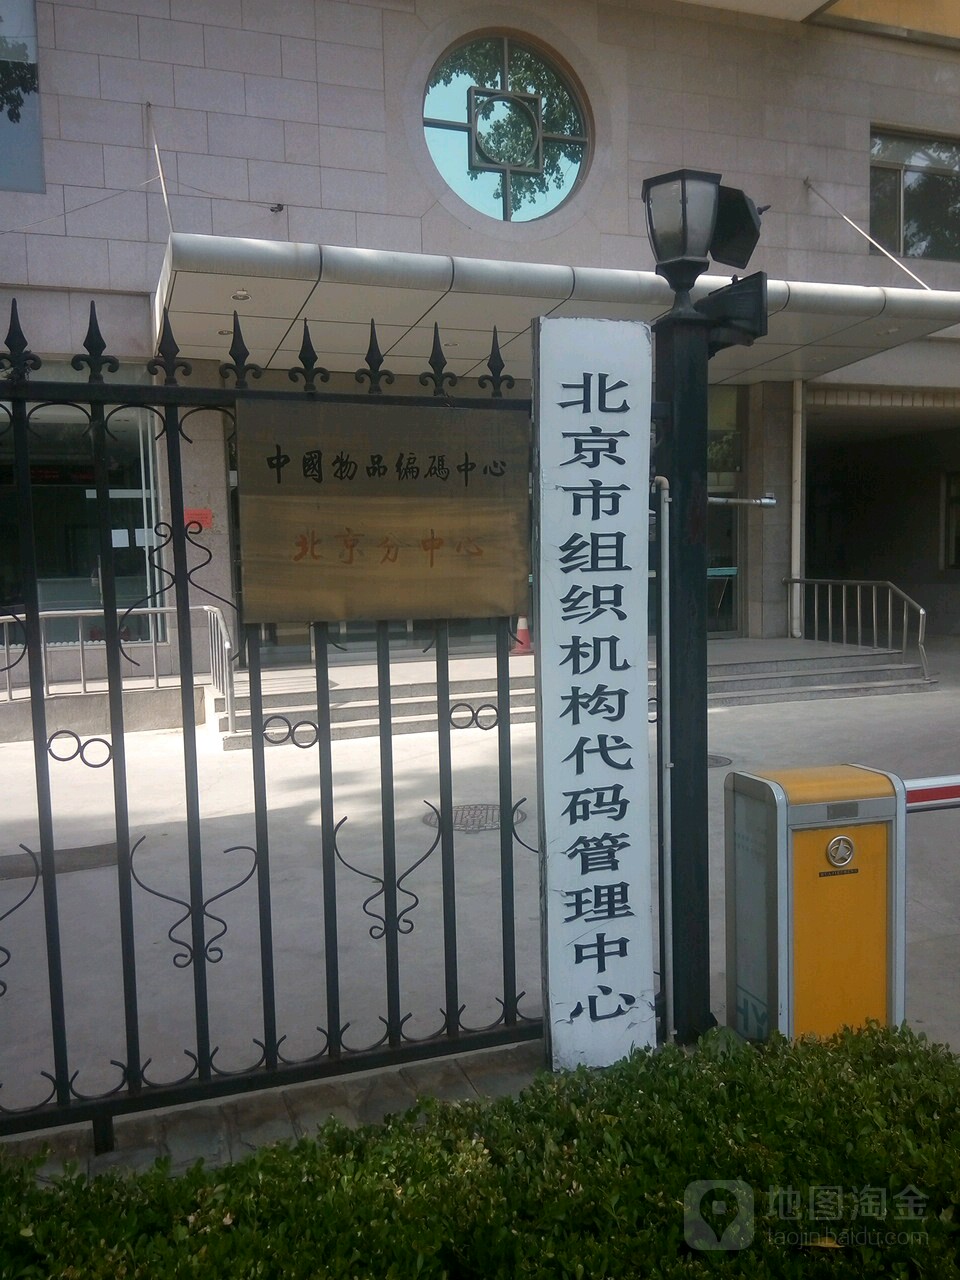 中國物品編碼中心
北京分中心
北京市组织机构代码管理中心
地图淘金
taojin.baidu.com